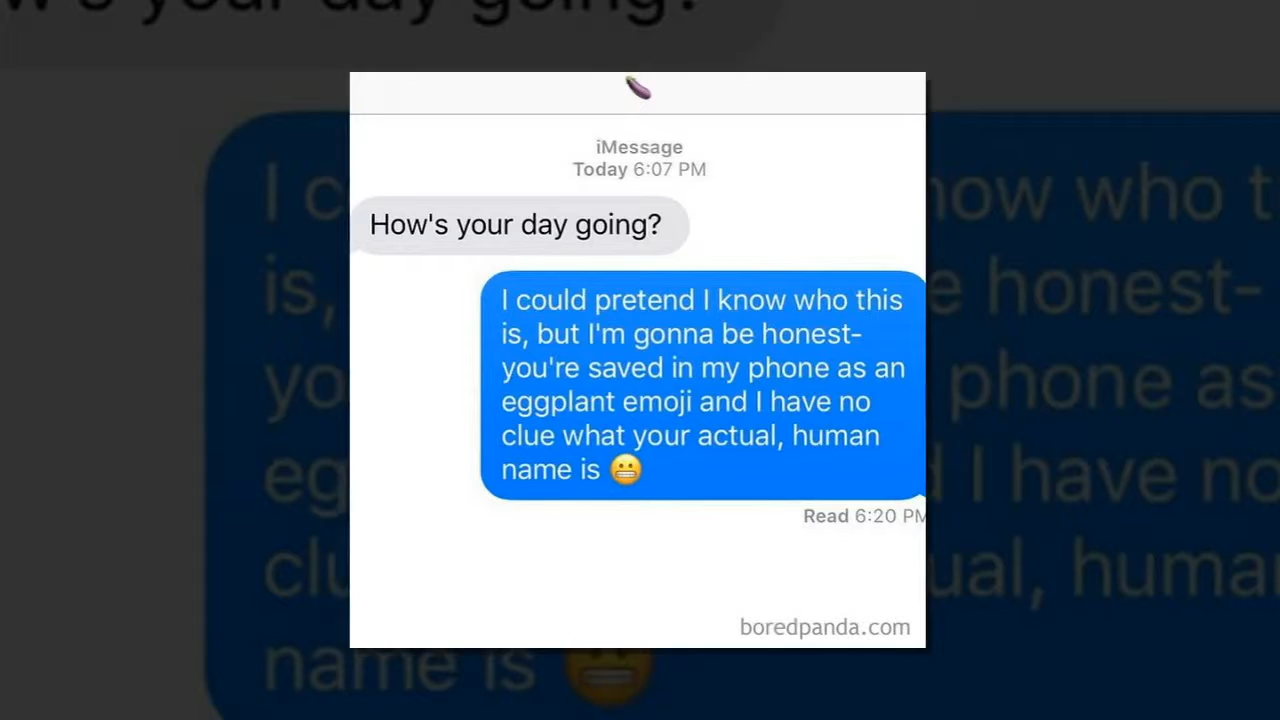 🍆
iMessage
Today 6:07 PM
How's your day going?
I could pretend I know who this
is, but I'm gonna be honest-
you're saved in my phone as an
eggplant emoji and I have no
clue what your actual, human
name is 😬
Read 6:20 PM
boredpanda.com